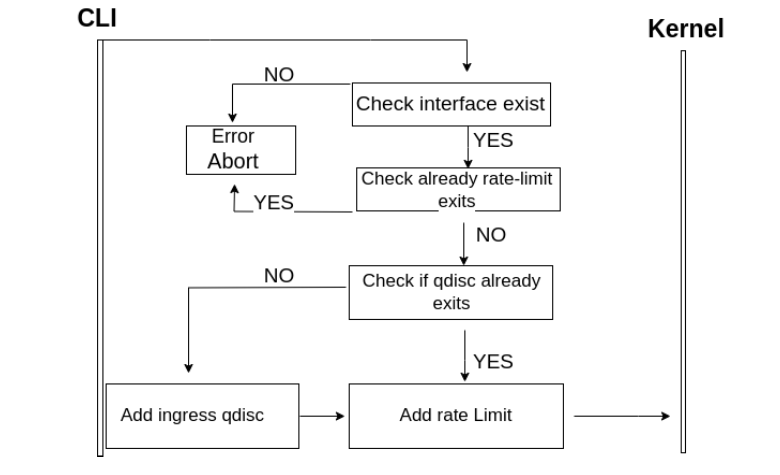 CLI
Kernel
NO
Check interface exist
Error
Abort
YES
Check already rate-limit
exits
YES
NO
NO
Check if qdisc already
exits
YES
Add ingress qdisc
Add rate Limit